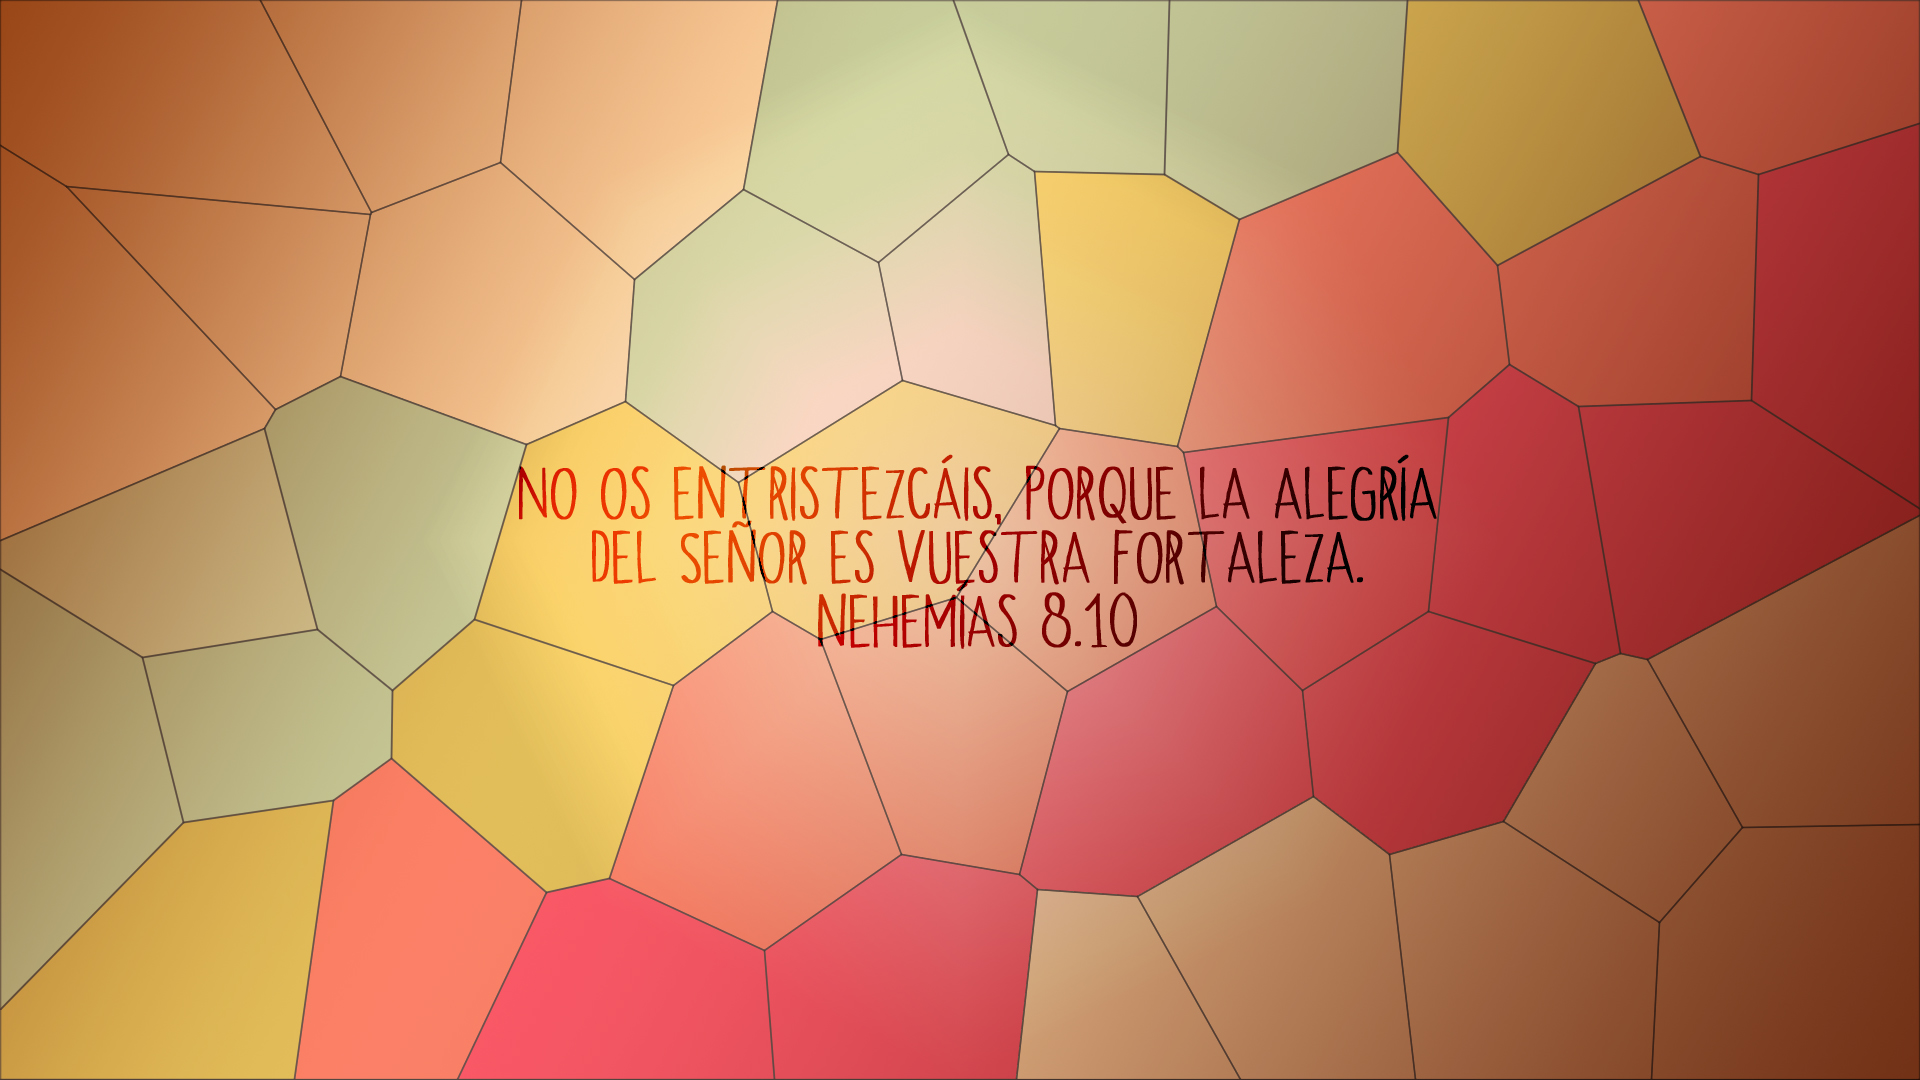 NO OS ENTRISTEZCÁIS, PORQUE LA ALEGRÍA
DEL SEÑOR ES VUESTRA FORTALEZA.
NEHEMÍAS 8.10